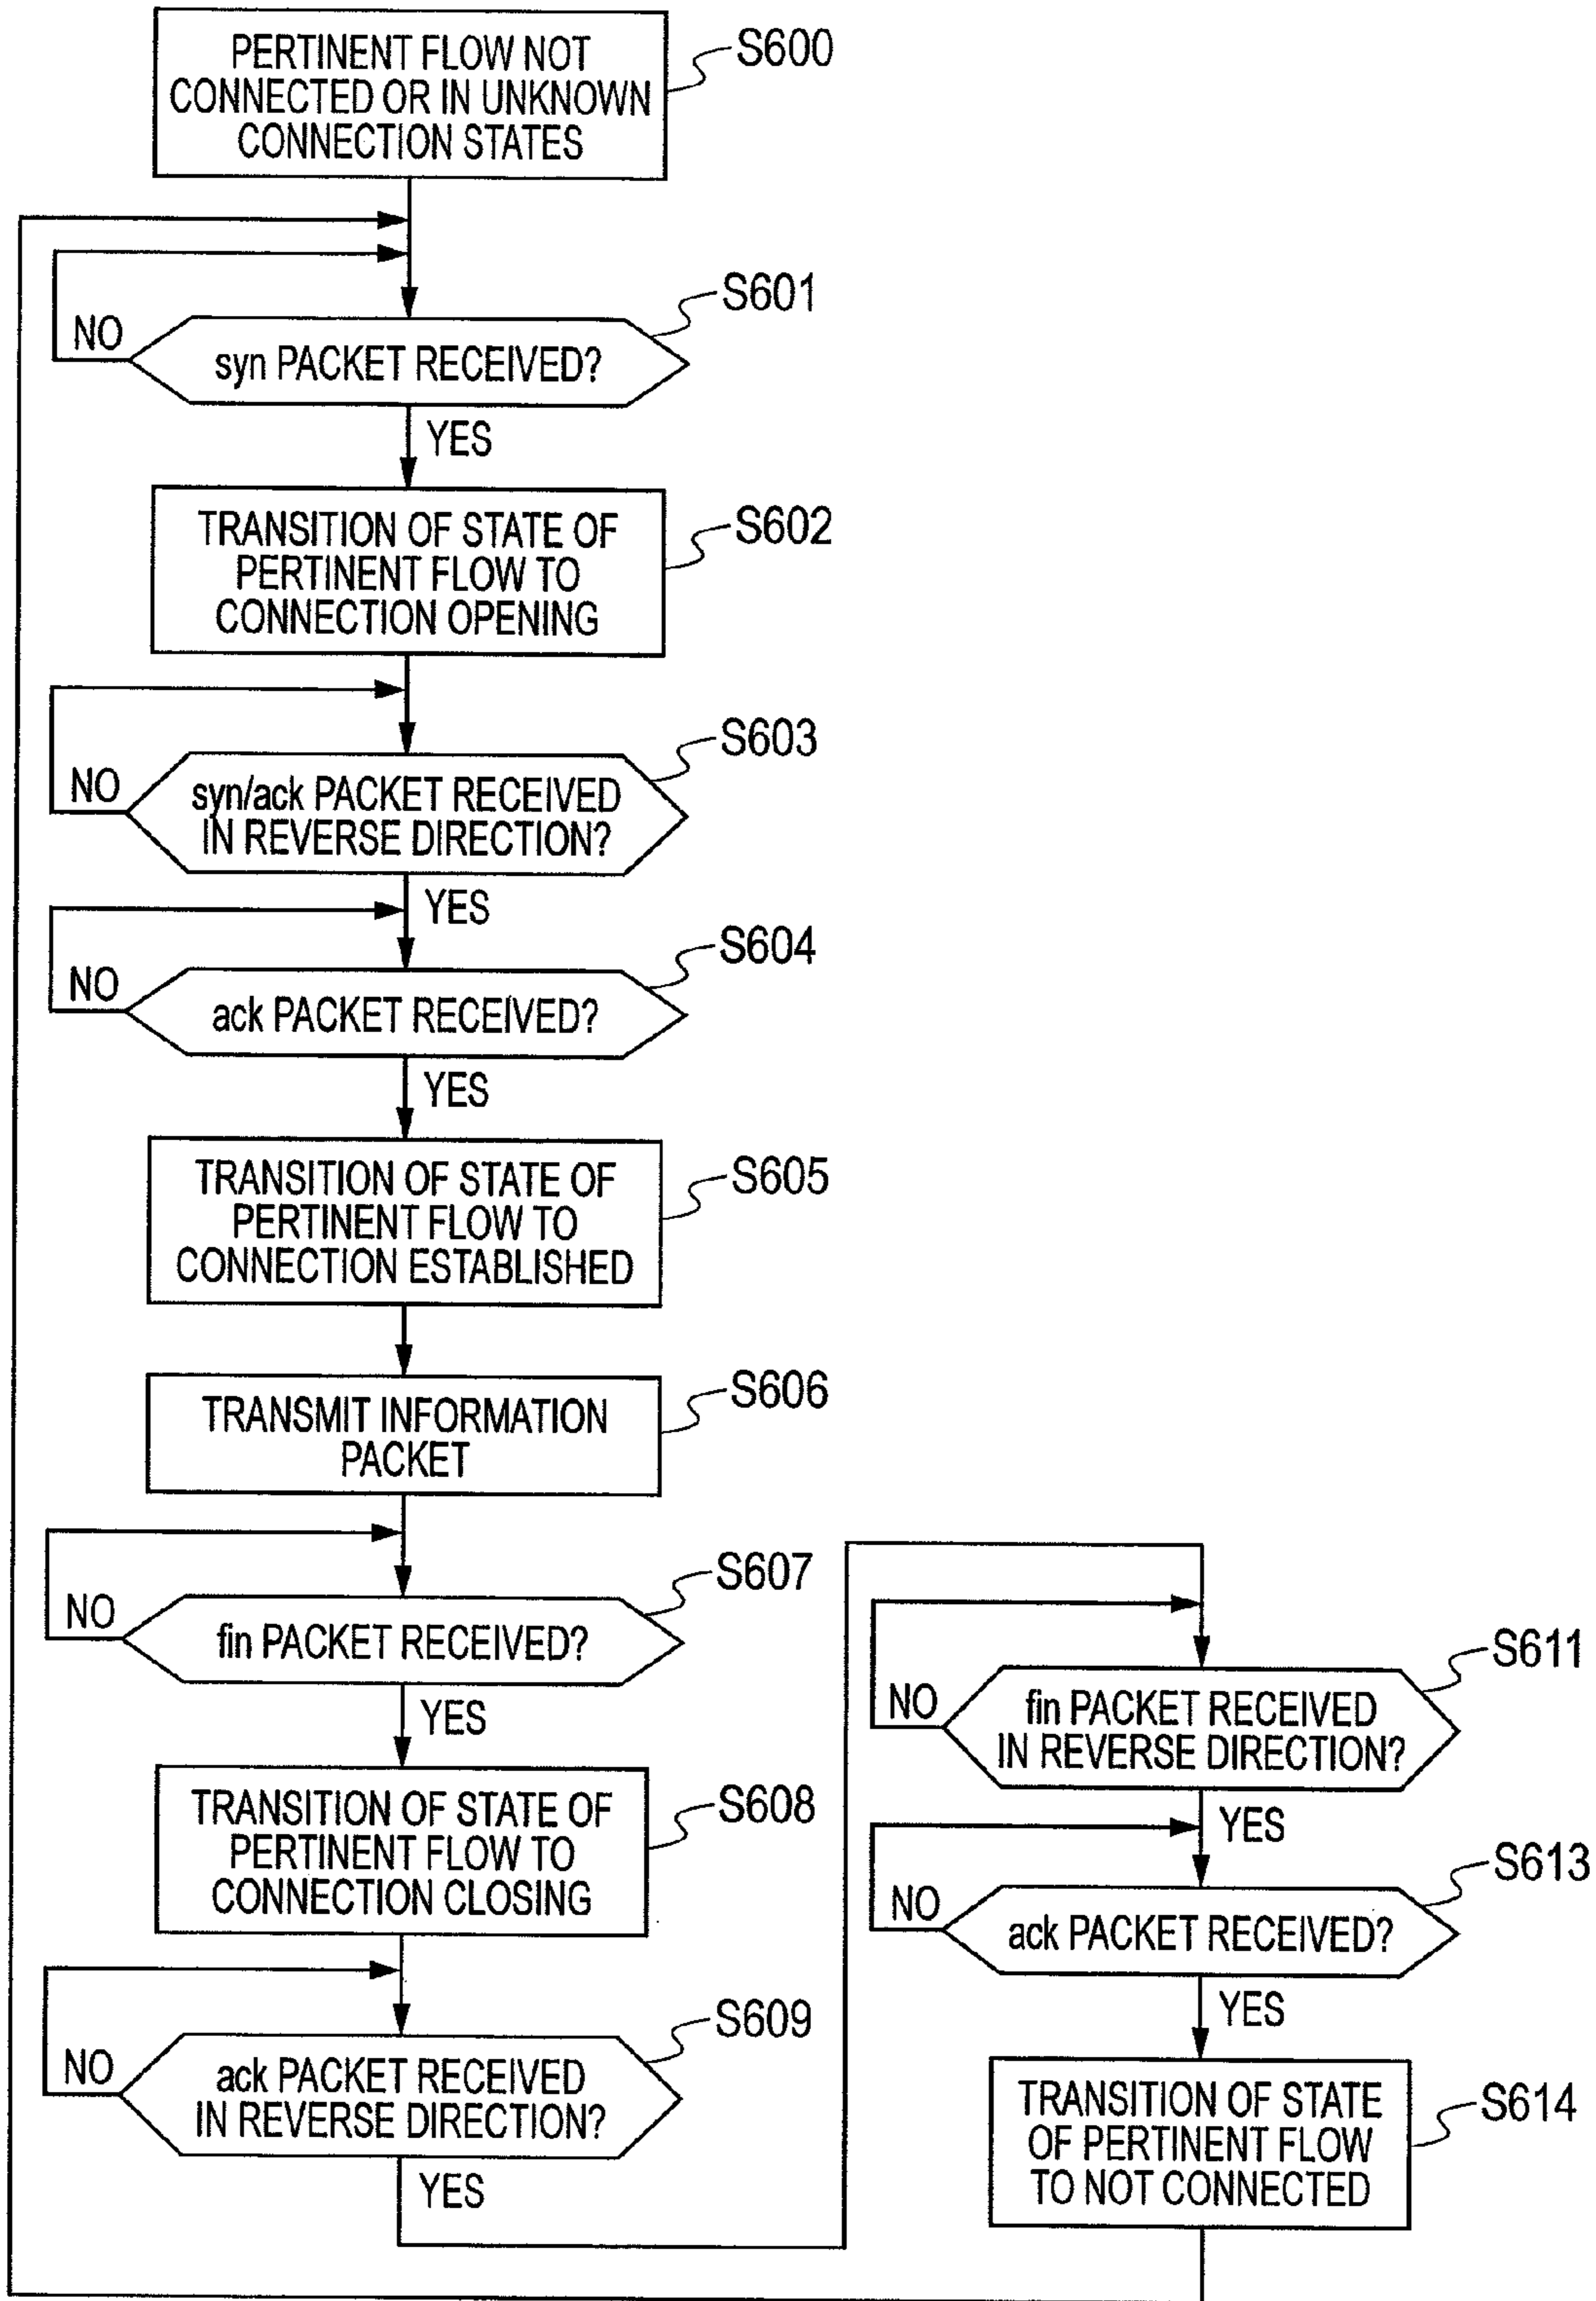 PERTINENT FLOW NOT
CONNECTED OR IN UNKNOWN
CONNECTION STATES
S600
S601
NO
syn PACKET RECEIVED?
YES
TRANSITION OF STATE OF
PERTINENT FLOW TO
CONNECTION OPENING
S602
S603
NO
syn/ack PACKET RECEIVED
IN REVERSE DIRECTION?
YES
S604
NO
ack PACKET RECEIVED?
YES
TRANSITION OF STATE OF
PERTINENT FLOW TO
CONNECTION ESTABLISHED
S605
TRANSMIT INFORMATION
PACKET
S606
S607
NO
fin PACKET RECEIVED?
YES
TRANSITION OF STATE OF
PERTINENT FLOW TO
CONNECTION CLOSING
S608
S609
NO
ack PACKET RECEIVED
IN REVERSE DIRECTION?
YES
S611
NO
fin PACKET RECEIVED
IN REVERSE DIRECTION?
YES
S613
NO
ack PACKET RECEIVED?
YES
TRANSITION OF STATE
OF PERTINENT FLOW
TO NOT CONNECTED
S614